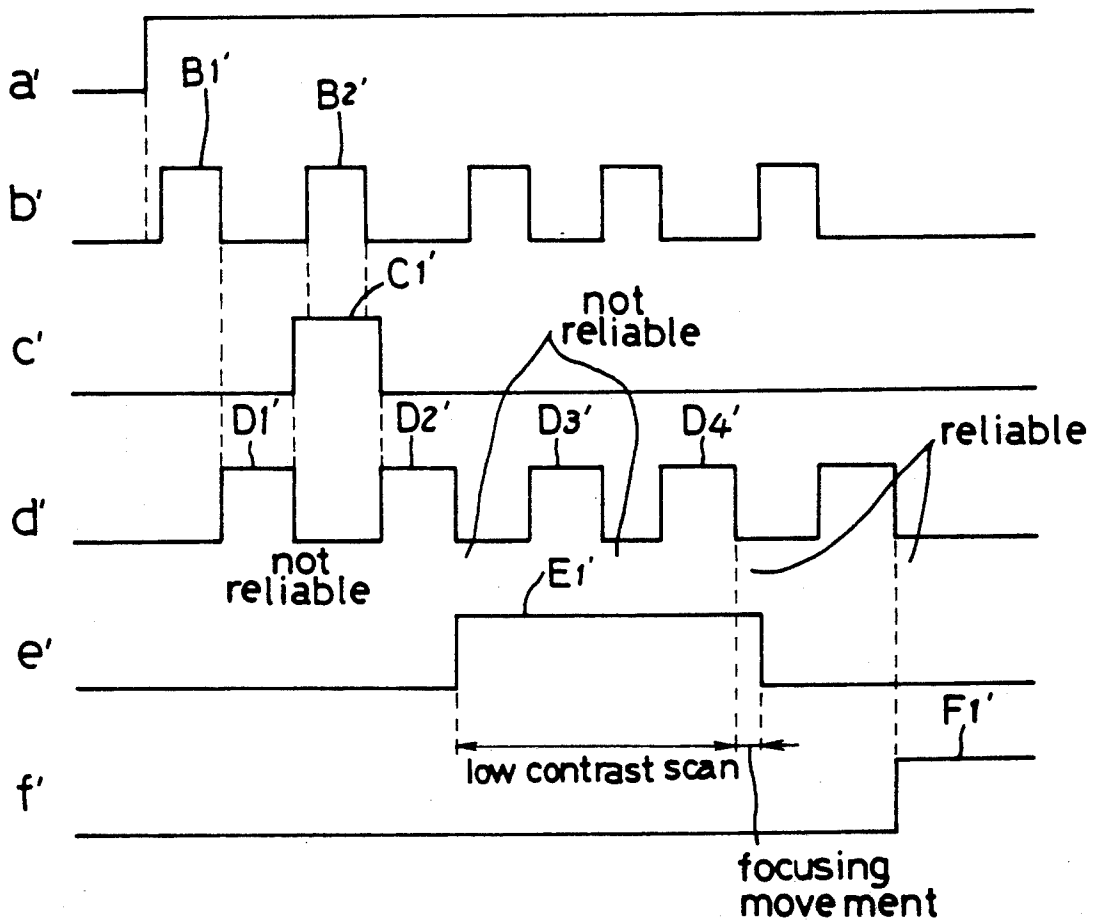 a'
B1'
B2'
b'
C1'
not
reliable
c'
D1'
D2'
D3'
D4'
reliable
d'
not
reliable
E1'
e'
F1'
low contrast scan
f'
focusing
movement